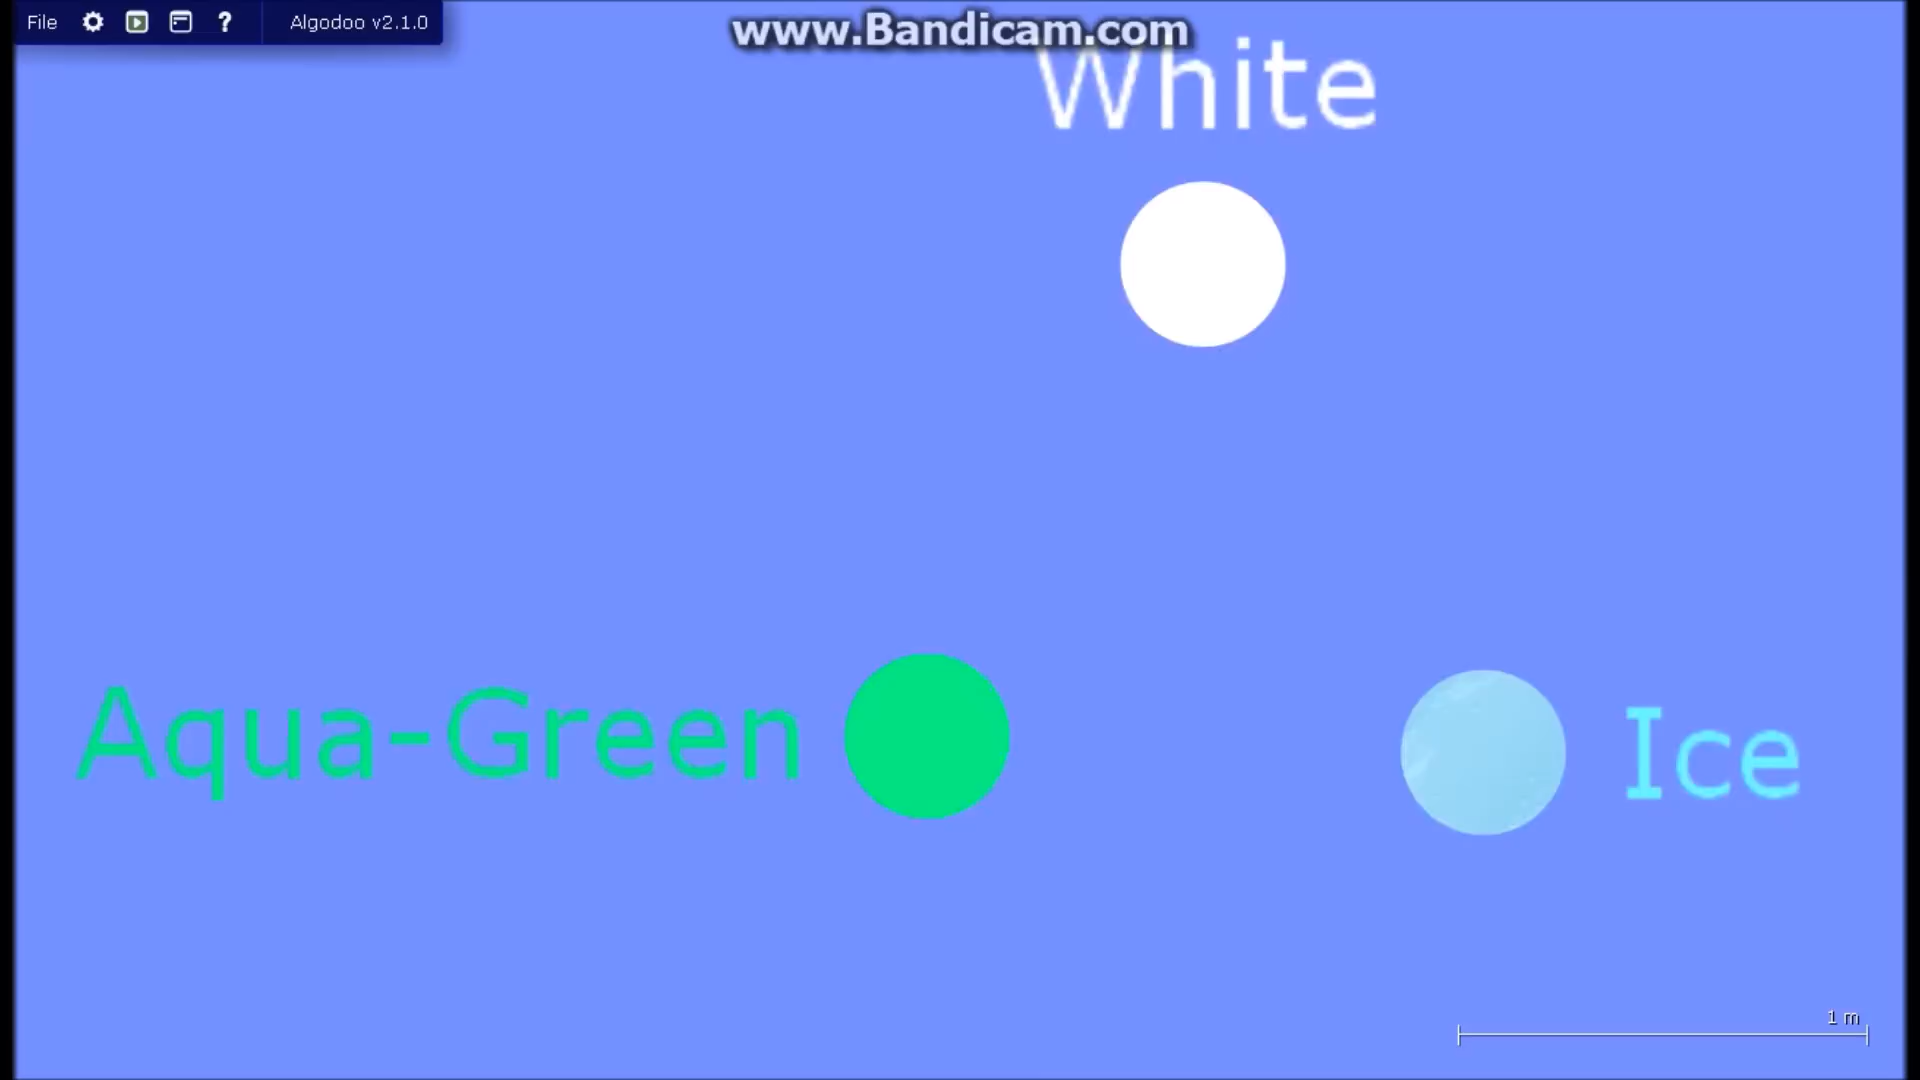 File ? Algodoo v2.1.0
www.Bandicam.com
White
Aqua-Green
Ice
1 m